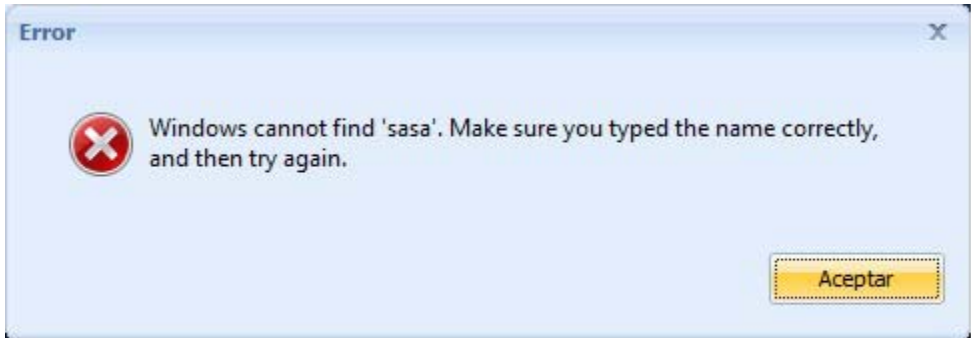 Error
Windows cannot find 'sasa'. Make sure you typed the name correctly,
and then try again.
Aceptar